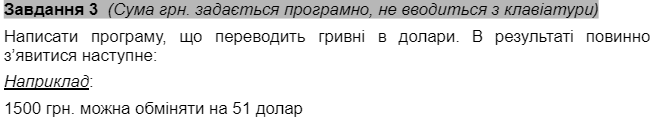 Завдання 3 (Сума грн. задається програмно, не вводиться з клавіатури)
Написати програму, що переводить гривні в долари. В результаті повинно
з’явитися наступне:
Наприклад:
1500 грн. можна обміняти на 51 долар